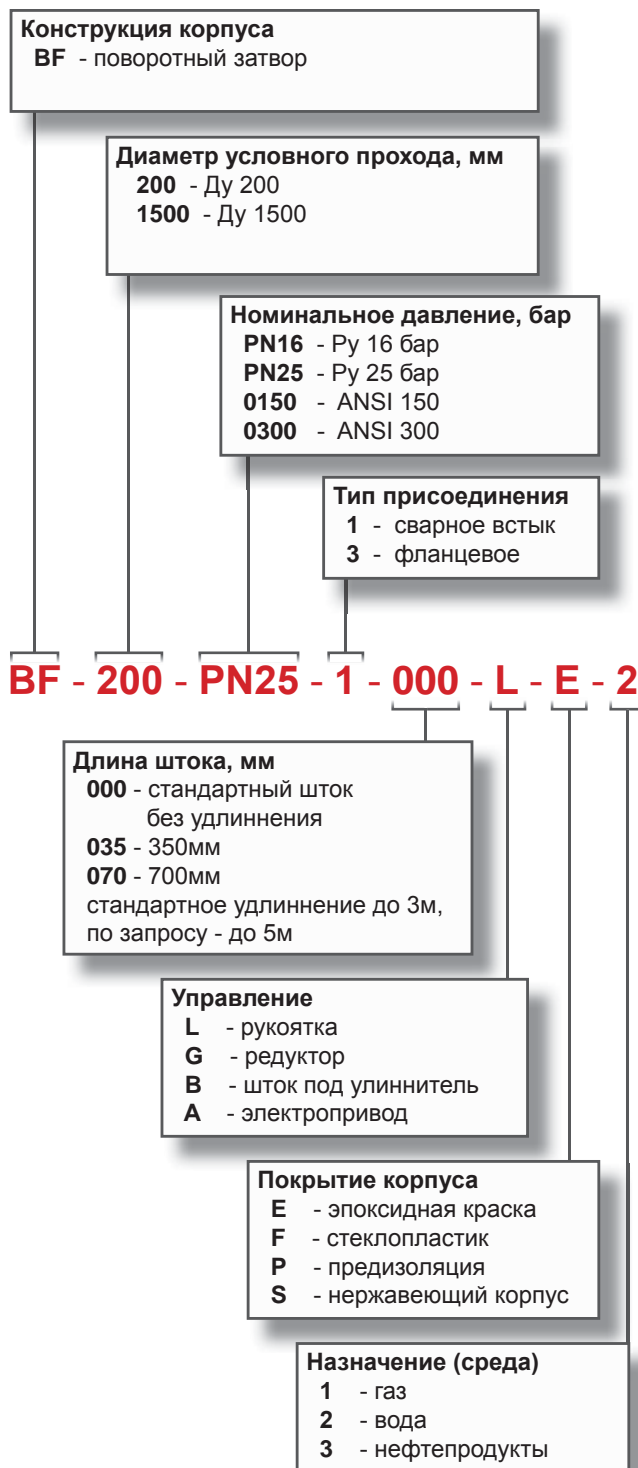 Конструкция корпуса
BF - поворотный затвор
Диаметр условного прохода, мм
200 - Ду 200
1500 - Ду 1500
Номинальное давление, бар
PN16 - Ру 16 бар
PN25 - Ру 25 бар
0150 - ANSI 150
0300 - ANSI 300
Тип присоединения
1 - сварное встык
3 - фланцевое
BF - 200 - PN25 - 1 - 000 - L - E - 2
Длина штока, мм
000 - стандартный шток
без удлиннения
035 - 350мм
070 - 700мм
стандартное удлиннение до 3м,
по запросу - до 5м
Управление
L - рукоятка
G - редуктор
B - шток под улиннитель
A - электропривод
Покрытие корпуса
E - эпоксидная краска
F - стеклопластик
P - предизоляция
S - нержавеющий корпус
Назначение (среда)
1 - газ
2 - вода
3 - нефтепродукты